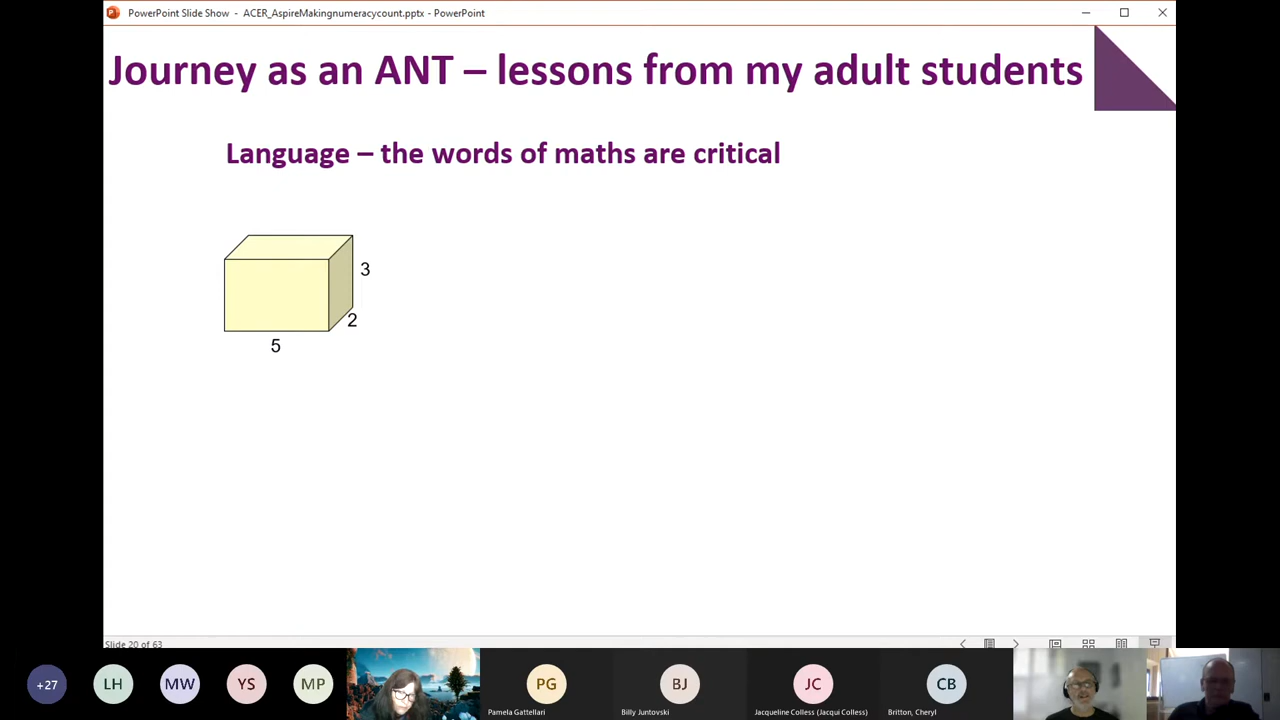 PowerPoint Slide Show - ACER_AspireMakingnumeracycount.pptx - PowerPoint
Journey as an ANT – lessons from my adult students
Language – the words of maths are critical
3
2
5
Slide 20 of 63
+27
LH
MW
YS
MP
PG
Pamela Gattellari
BJ
Billy Juntovski
JC
Jacqueline Colless (Jacqui Colless)
CB
Britton, Cheryl